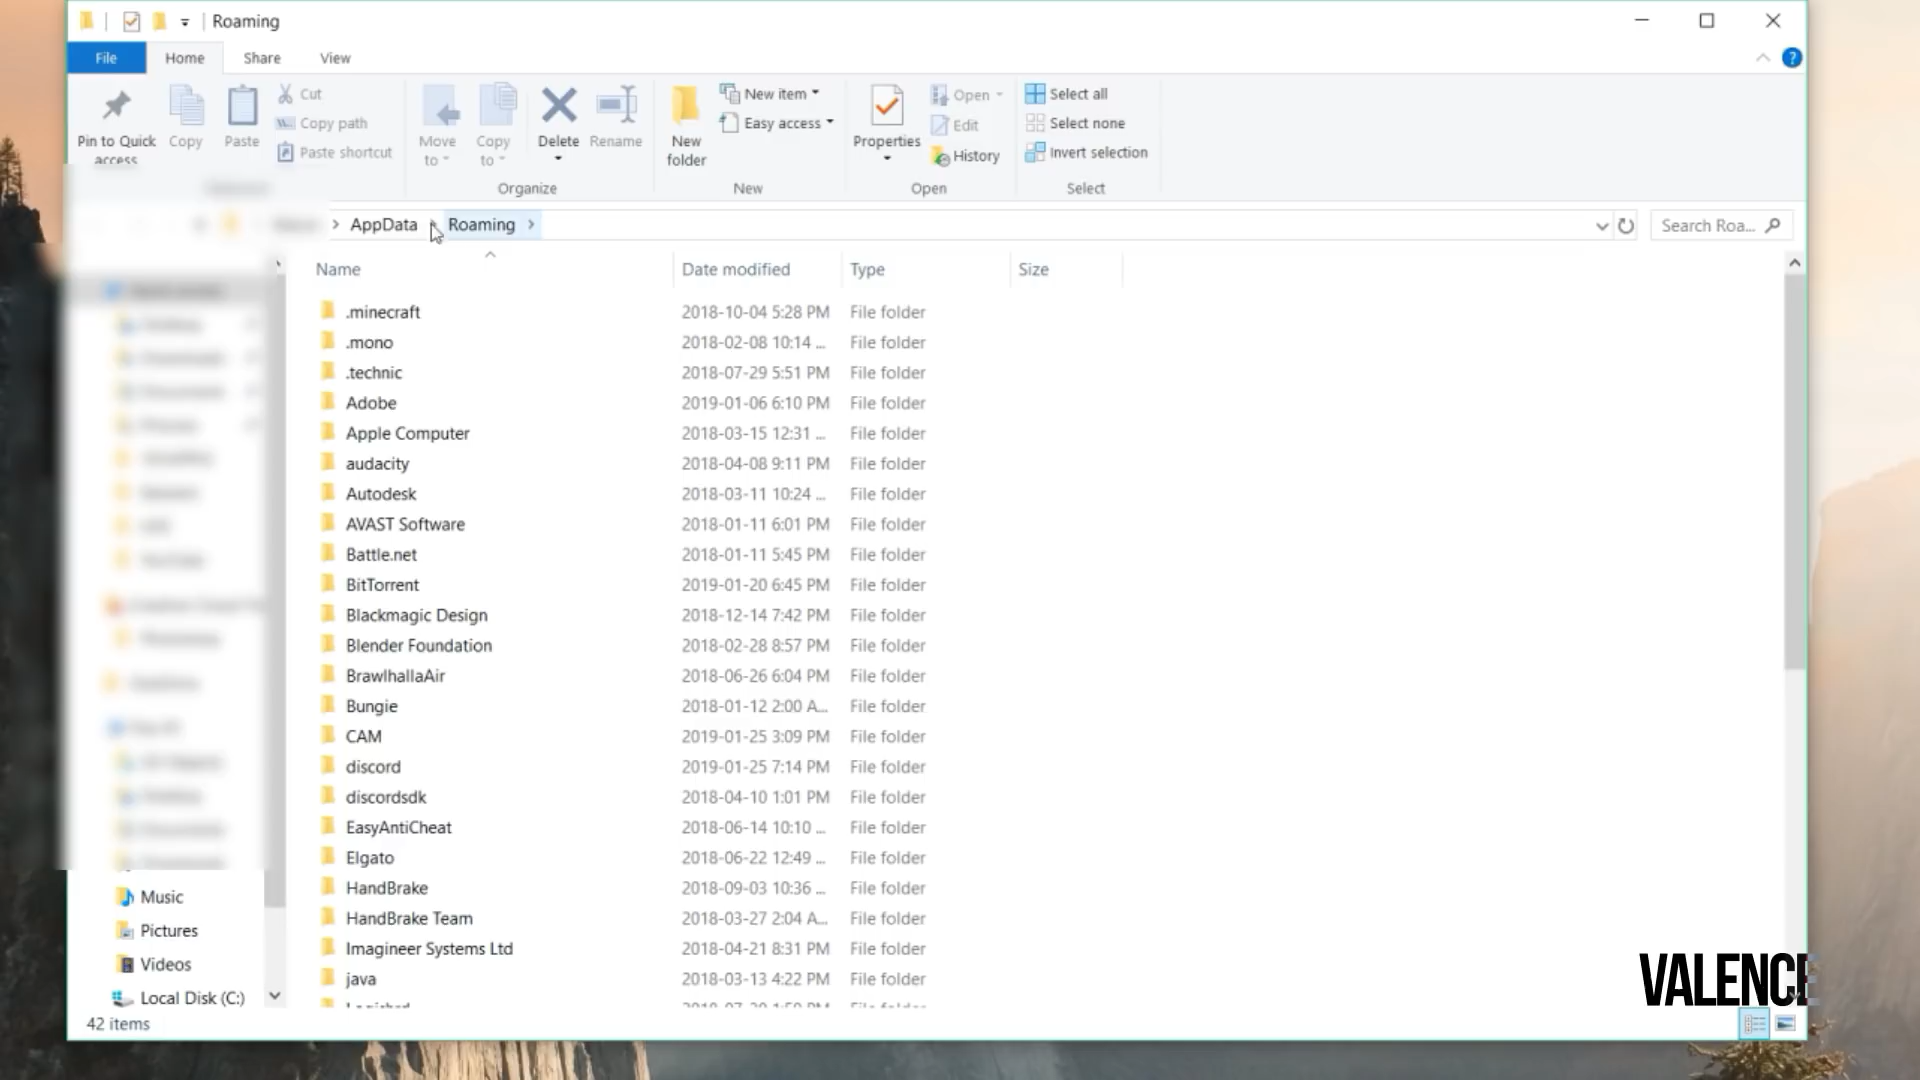 Roaming
File Home Share View
Pin to Quick access
Copy
Paste
Cut
Copy path
Paste shortcut
Move to
Copy to
Delete
Rename
Organize
New folder
New item
Easy access
New
Properties
Open
Edit
History
Open
Select all
Select none
Invert selection
Select
AppData Roaming
Search Roa...
Name Date modified Type Size
.minecraft 2018-10-04 5:28 PM File folder
.mono 2018-02-08 10:14 ... File folder
.technic 2018-07-29 5:51 PM File folder
Adobe 2019-01-06 6:10 PM File folder
Apple Computer 2018-03-15 12:31 ... File folder
audacity 2018-04-08 9:11 PM File folder
Autodesk 2018-03-11 10:24 ... File folder
AVAST Software 2018-01-11 6:01 PM File folder
Battle.net 2018-01-11 5:45 PM File folder
BitTorrent 2019-01-20 6:45 PM File folder
Blackmagic Design 2018-12-14 7:42 PM File folder
Blender Foundation 2018-02-28 8:57 PM File folder
BrawlhallaAir 2018-06-26 6:04 PM File folder
Bungie 2018-01-12 2:00 A... File folder
CAM 2019-01-25 3:09 PM File folder
discord 2019-01-25 7:14 PM File folder
discordsdk 2018-04-10 1:01 PM File folder
EasyAntiCheat 2018-06-14 10:10 ... File folder
Elgato 2018-06-22 12:49 ... File folder
HandBrake 2018-09-03 10:36 ... File folder
HandBrake Team 2018-03-27 2:04 A... File folder
Imagineer Systems Ltd 2018-04-21 8:31 PM File folder
java 2018-03-13 4:22 PM File folder
Music
Pictures
Videos
Local Disk (C:)
42 items
VALENCE